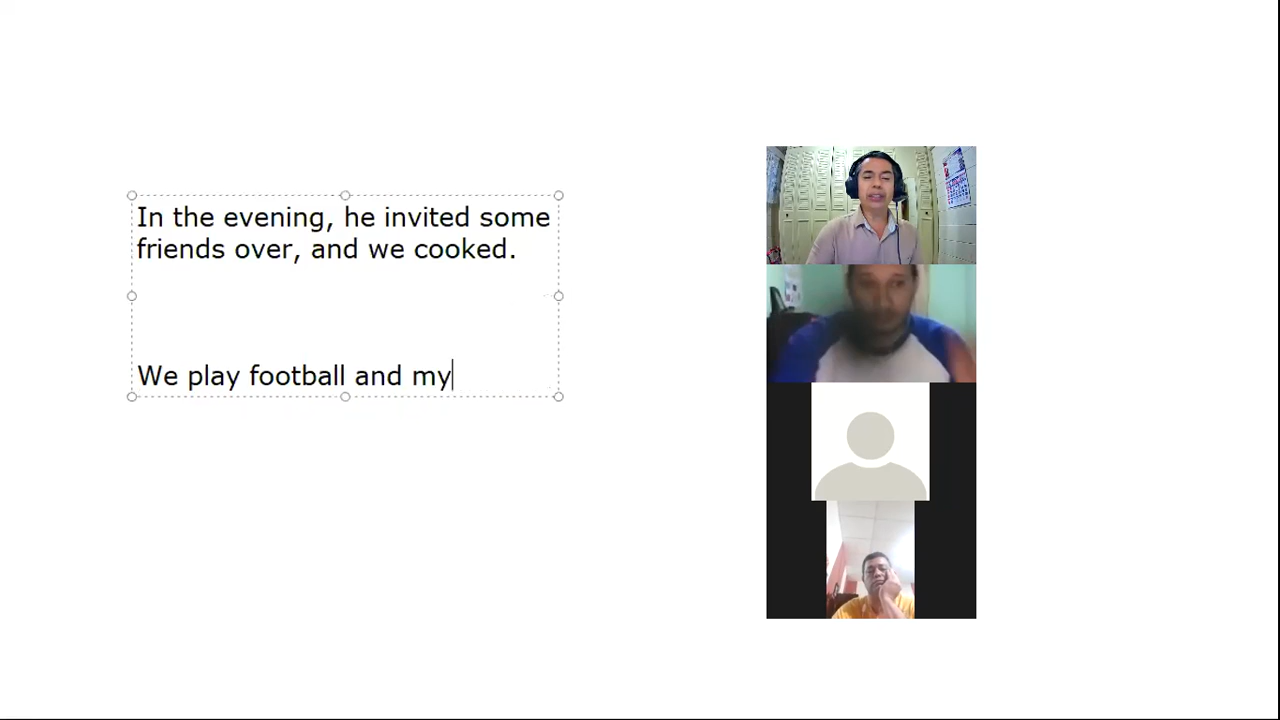 In the evening, he invited some
friends over, and we cooked.
We play football and my